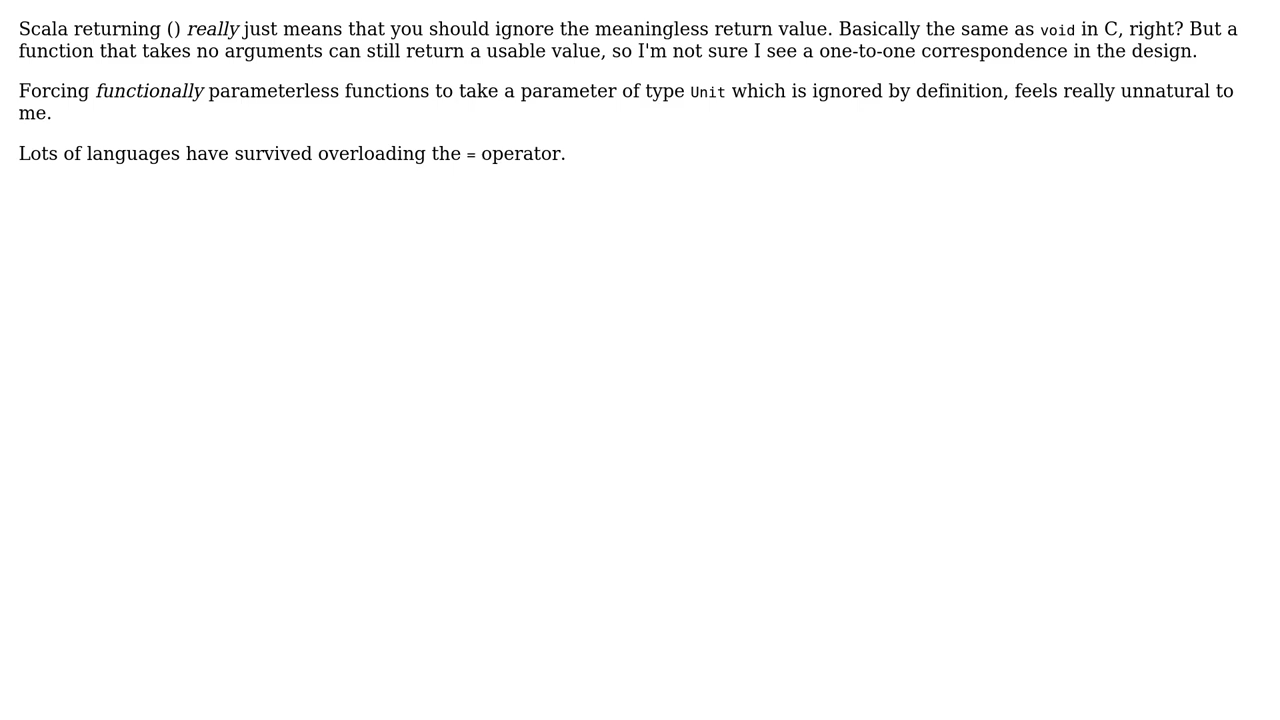 Scala returning () really just means that you should ignore the meaningless return value. Basically the same as void in C, right? But a
function that takes no arguments can still return a usable value, so I'm not sure I see a one-to-one correspondence in the design.
Forcing functionally parameterless functions to take a parameter of type Unit which is ignored by definition, feels really unnatural to
me.
Lots of languages have survived overloading the = operator.